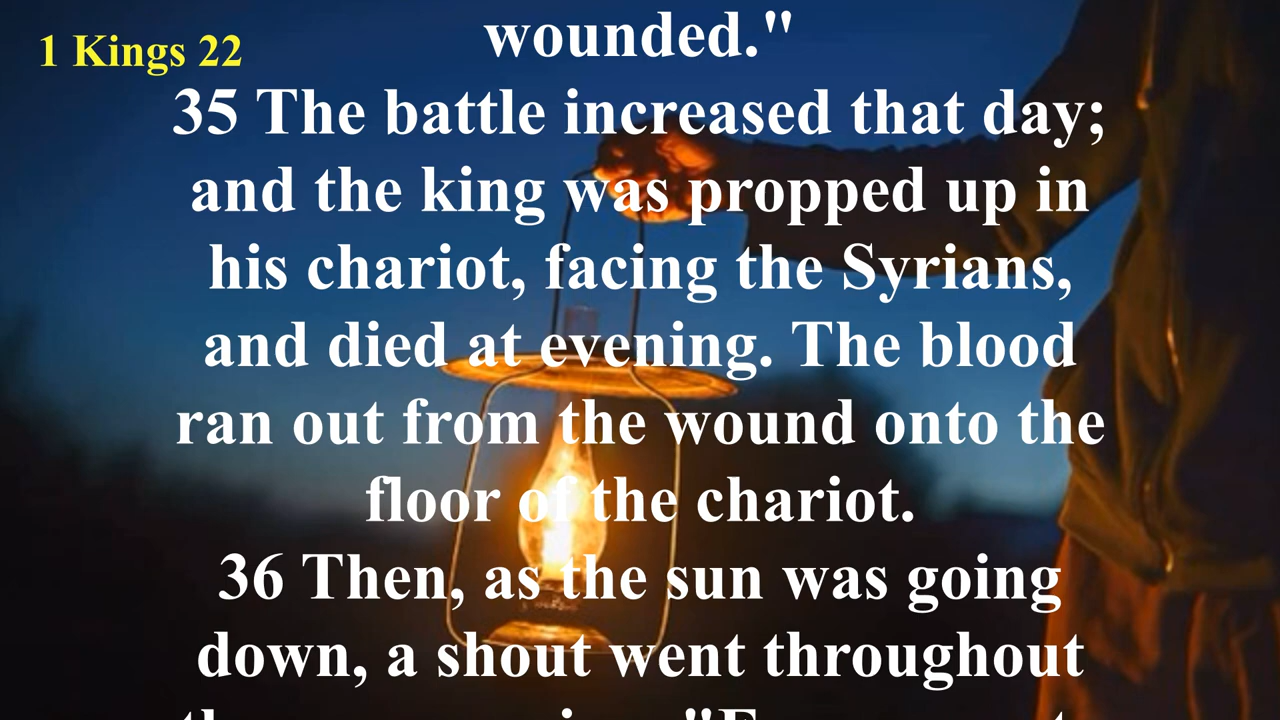 1 Kings 22
wounded."
35 The battle increased that day;
and the king was propped up in
his chariot, facing the Syrians,
and died at evening. The blood
ran out from the wound onto the
floor of the chariot.
36 Then, as the sun was going
down, a shout went throughout